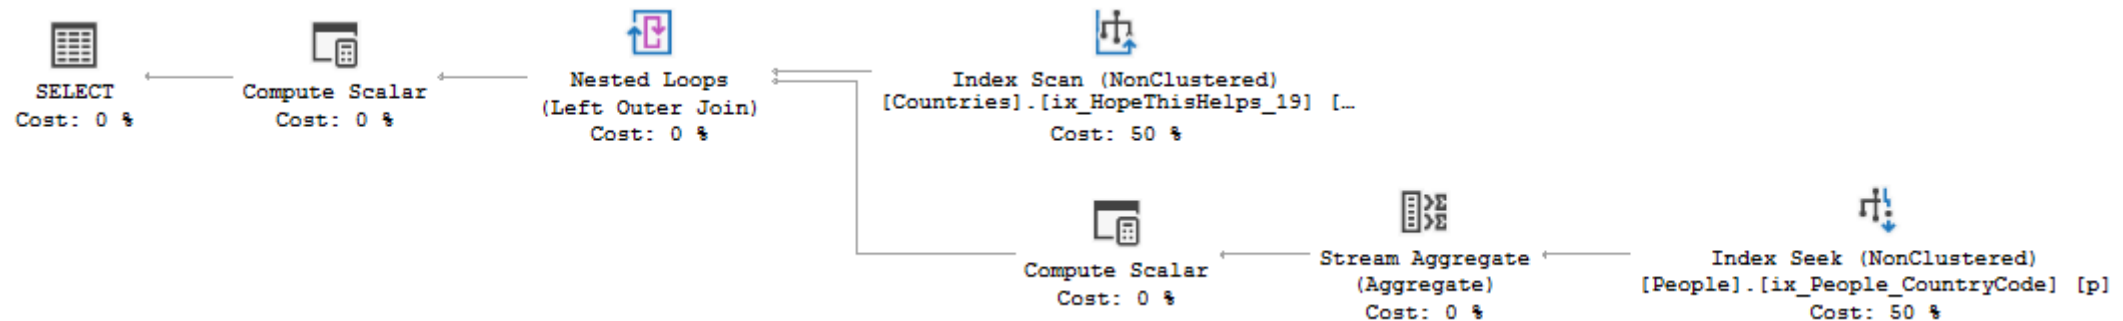 SELECT
Cost: 0 %
Compute Scalar
Cost: 0 %
Nested Loops
(Left Outer Join)
Cost: 0 %
Index Scan (NonClustered)
[Countries].[ix_HopeThisHelps_19] […
Cost: 50 %
Compute Scalar
Cost: 0 %
Stream Aggregate
(Aggregate)
Cost: 0 %
Index Seek (NonClustered)
[People].[ix_People_CountryCode] [p]
Cost: 50 %